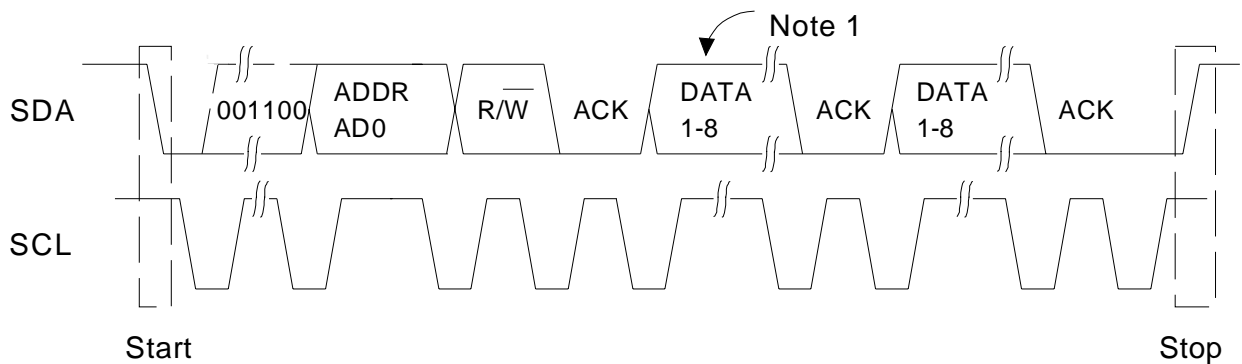 Note 1
SDA
001100
ADDR
AD0
R/W
ACK
DATA
1-8
ACK
DATA
1-8
ACK
SCL
Start
Stop